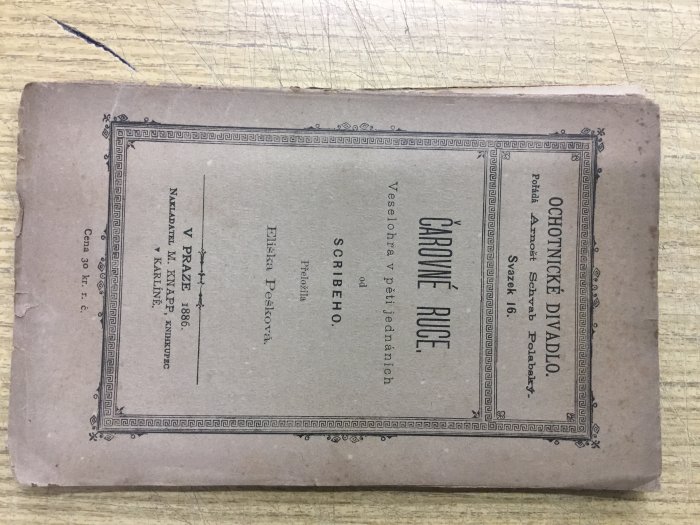 OCHOTNICKÉ DIVADLO.
Pořádá Arnošt Schwab Polabský.
Svazek 16.
ČAROVNÉ RUCE.
Veselohra v pěti jednáních
od
SCRIBEHO.
Přeložila
Eliška Pešková.
V PRAZE 1886.
NAKLADATEL M. KNAPP, KNIHKUPEC
v KARLÍNĚ.
Cena 30 kr. r. č.